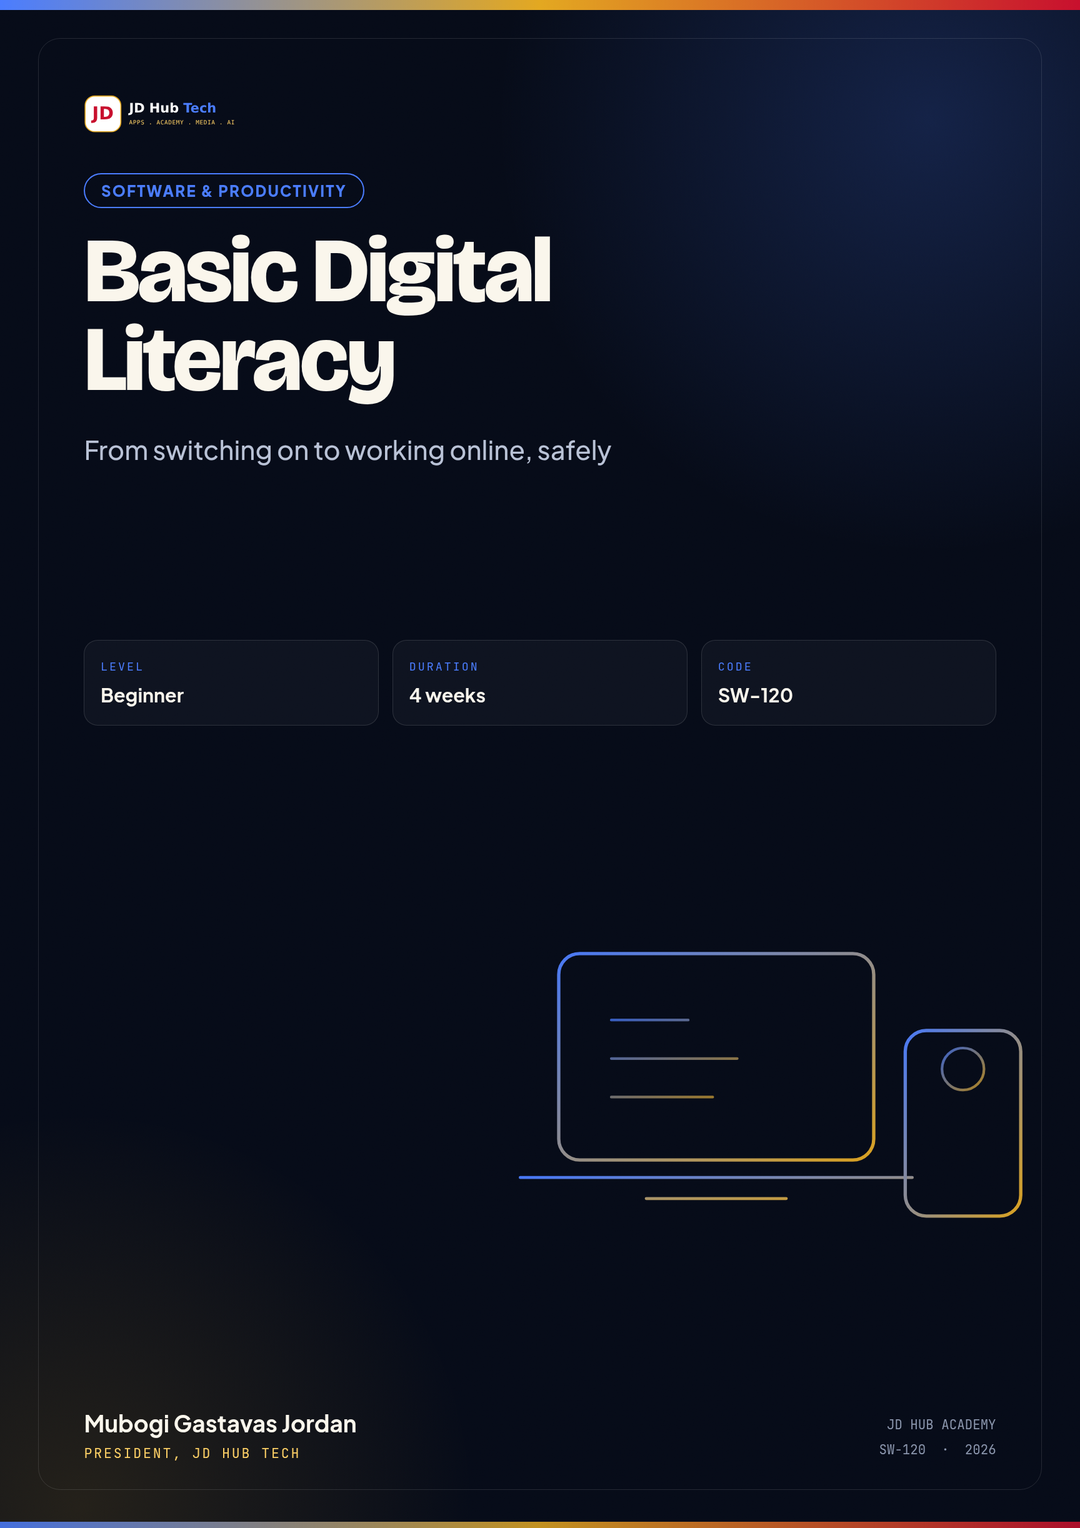 JD
JD Hub Tech
APPS . ACADEMY . MEDIA . AI
SOFTWARE & PRODUCTIVITY
Basic Digital
Literacy
From switching on to working online, safely
LEVEL
Beginner
DURATION
4 weeks
CODE
SW-120
Mubogi Gastavas Jordan
PRESIDENT, JD HUB TECH
JD HUB ACADEMY
SW-120 · 2026